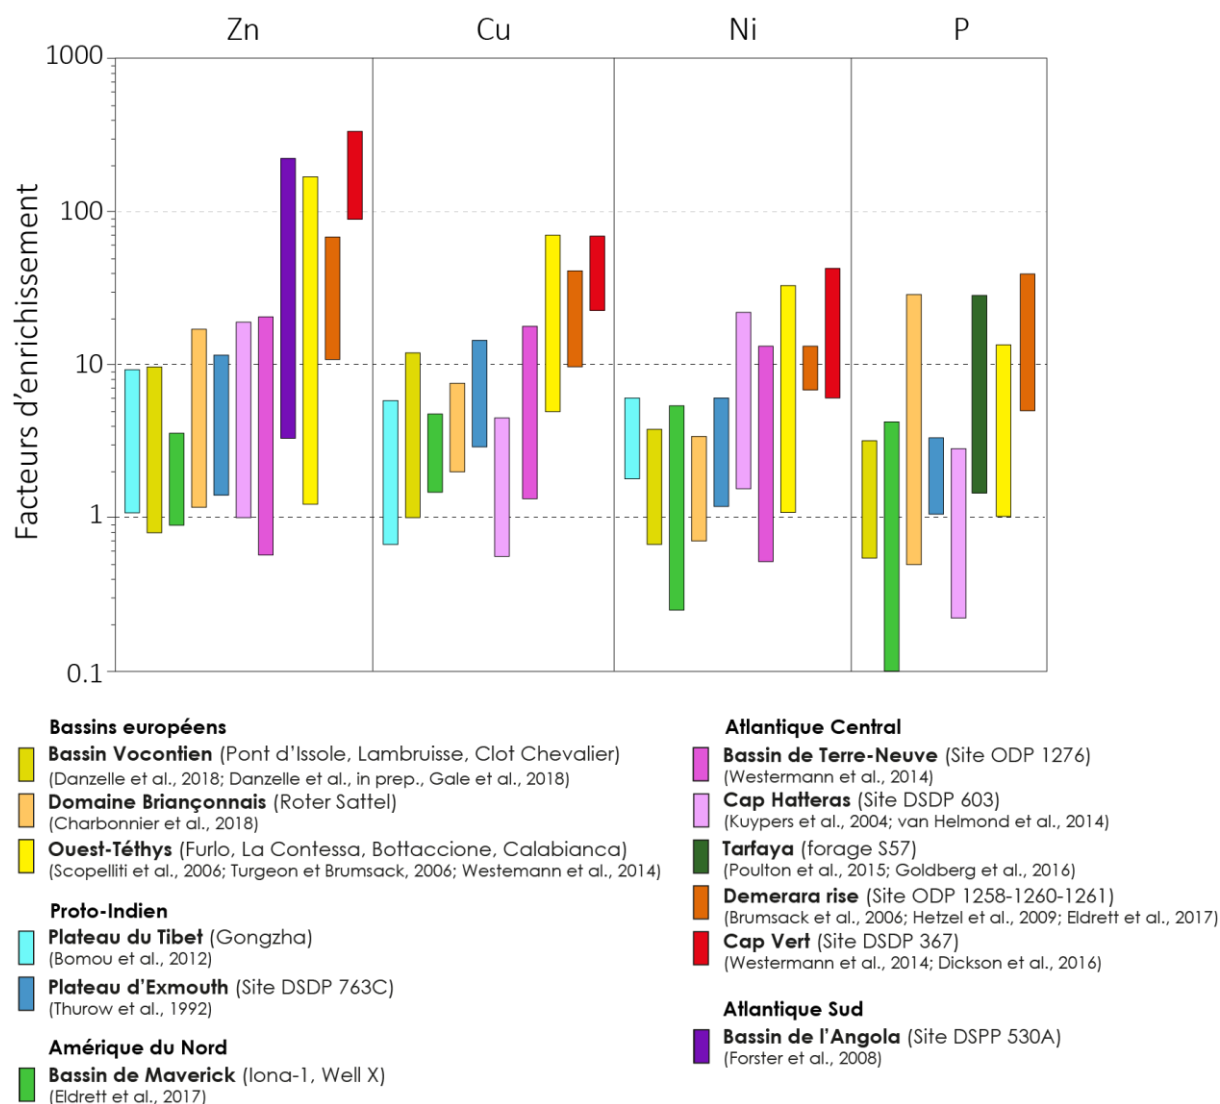 Zn Cu Ni P
Facteurs d'enrichissement
1000
100
10
1
0.1
Bassins européens
Bassin Vocontien (Pont d'Issole, Lambruisse, Clot Chevalier)
(Danzelle et al., 2018; Danzelle et al., in prep., Gale et al., 2018)
Domaine Briançonnais (Roter Sattel)
(Charbonnier et al., 2018)
Ouest-Téthys (Furlo, La Contessa, Bottaccione, Calabianca)
(Scopelliti et al., 2006; Turgeon et Brumsack, 2006; Westemann et al., 2014)
Proto-Indien
Plateau du Tibet (Gongzha)
(Bomou et al., 2012)
Plateau d'Exmouth (Site DSDP 763C)
(Thurow et al., 1992)
Amérique du Nord
Bassin de Maverick (Iona-1, Well X)
(Eldrett et al., 2017)
Atlantique Central
Bassin de Terre-Neuve (Site ODP 1276)
(Westermann et al., 2014)
Cap Hatteras (Site DSDP 603)
(Kuypers et al., 2004; van Helmond et al., 2014)
Tarfaya (forage S57)
(Poulton et al., 2015; Goldberg et al., 2016)
Demerara rise (Site ODP 1258-1260-1261)
(Brumsack et al., 2006; Hetzel et al., 2009; Eldrett et al., 2017)
Cap Vert (Site DSDP 367)
(Westermann et al., 2014; Dickson et al., 2016)
Atlantique Sud
Bassin de l'Angola (Site DSPP 530A)
(Forster et al., 2008)